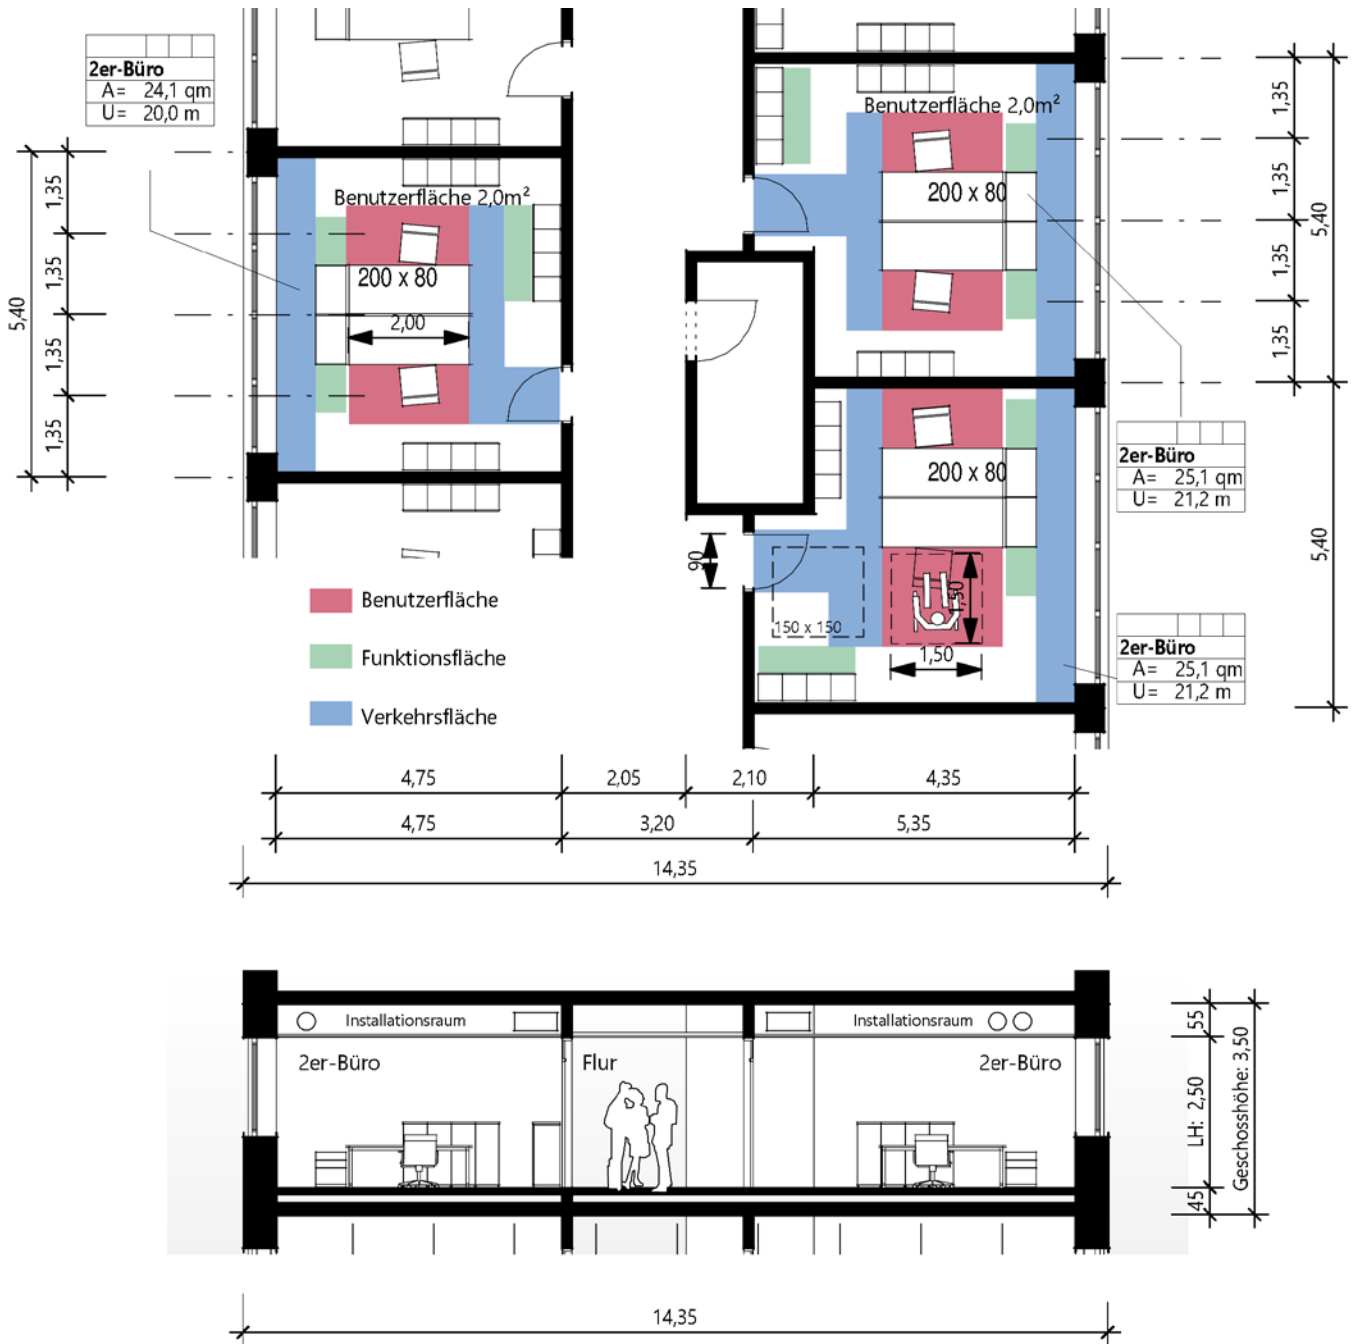 2er-Büro
A= 24,1 qm
U= 20,0 m
Benutzerfläche 2,0m²
200 x 80
2,00
1,35
1,35
1,35
1,35
5,40
Benutzerfläche 2,0m²
200 x 80
1,35
1,35
1,35
1,35
5,40
2er-Büro
A= 25,1 qm
U= 21,2 m
200 x 80
90
150 x 150
1,50
1,50
5,40
2er-Büro
A= 25,1 qm
U= 21,2 m
Benutzerfläche
Funktionsfläche
Verkehrsfläche
4,75
2,05
2,10
4,35
4,75
3,20
5,35
14,35
Installationsraum
Installationsraum
2er-Büro
Flur
2er-Büro
55
LH: 2,50
45
Geschosshöhe: 3,50
14,35